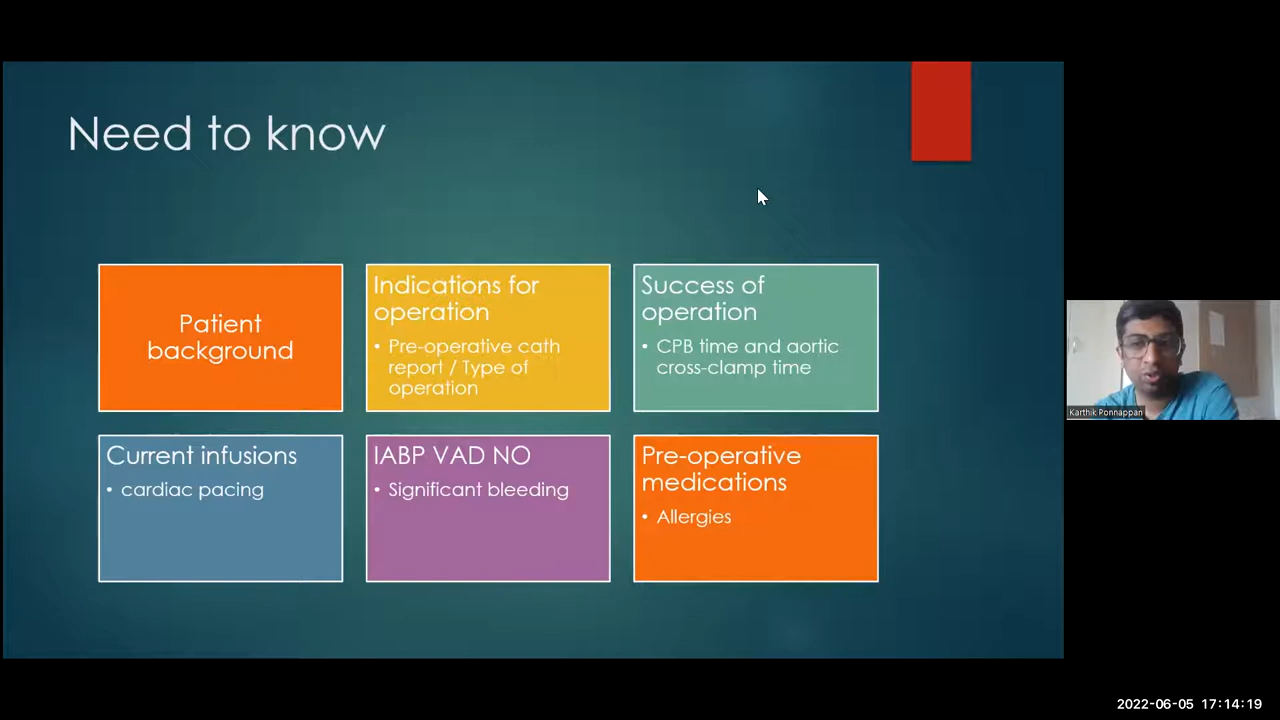 Need to know
Patient
background
Indications for
operation
• Pre-operative cath
report / Type of
operation
Success of
operation
• CPB time and aortic
cross-clamp time
Current infusions
• cardiac pacing
IABP VAD NO
• Significant bleeding
Pre-operative
medications
• Allergies
Karthik Ponnappan
2022-06-05 17:14:19